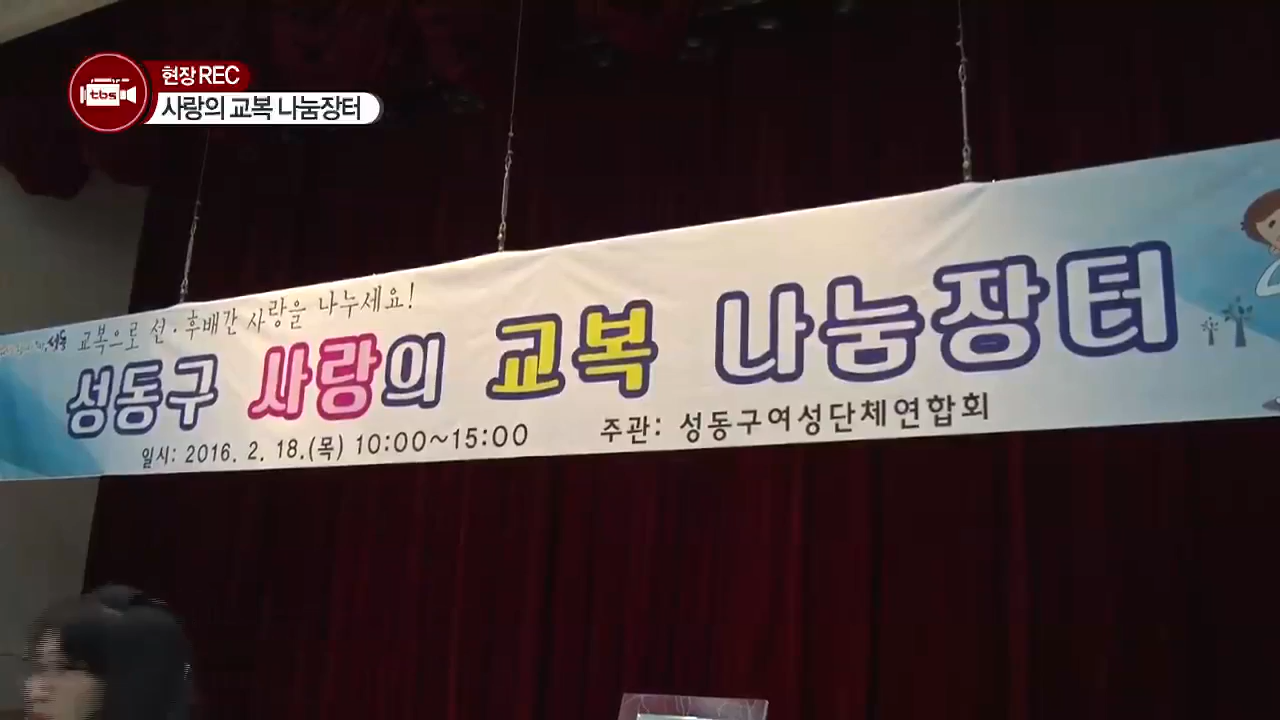 tbs
현장 REC
사랑의 교복 나눔장터
성동 교복으로 선·후배간 사랑을 나누세요!
성동구 사랑의 교복 나눔장터
일시: 2016. 2. 18.(목) 10:00~15:00 주관: 성동구여성단체연합회